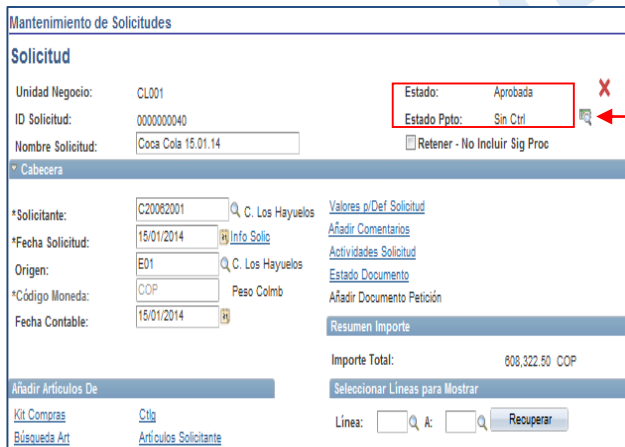 Mantenimiento de Solicitudes
Solicitud
Unidad Negocio: CL001
Estado: Aprobada
ID Solicitud: 0000000040
Estado Ppto: Sin Ctrl
Nombre Solicitud: Coca Cola 15.01.14
Retener - No Incluir Sig Proc
Cabecera
*Solicitante: C20062001 C. Los Hayuelos
Valores p/Def Solicitud
*Fecha Solicitud: 15/01/2014 Info Solic
Añadir Comentarios
Origen: E01 C. Los Hayuelos
Actividades Solicitud
Estado Documento
*Código Moneda: COP Peso Colmb
Añadir Documento Petición
Fecha Contable: 15/01/2014
Resumen Importe
Importe Total: 608,322.50 COP
Añadir Artículos De
Seleccionar Líneas para Mostrar
Kit Compras Ctlg
Línea: A: Recuperar
Búsqueda Art Artículos Solicitante